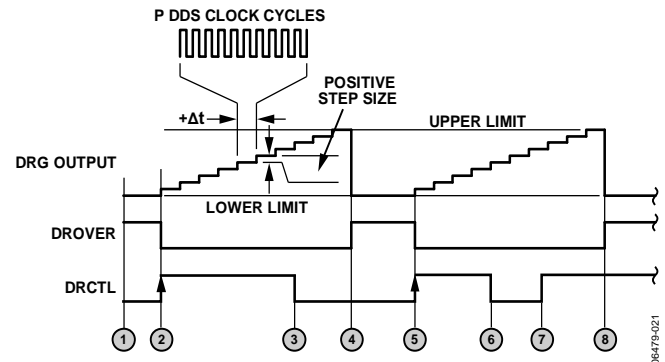 P DDS CLOCK CYCLES
POSITIVE
STEP SIZE
+Δt
UPPER LIMIT
DRG OUTPUT
LOWER LIMIT
DROVER
DRCTL
1 2 3 4 5 6 7 8
06479-021